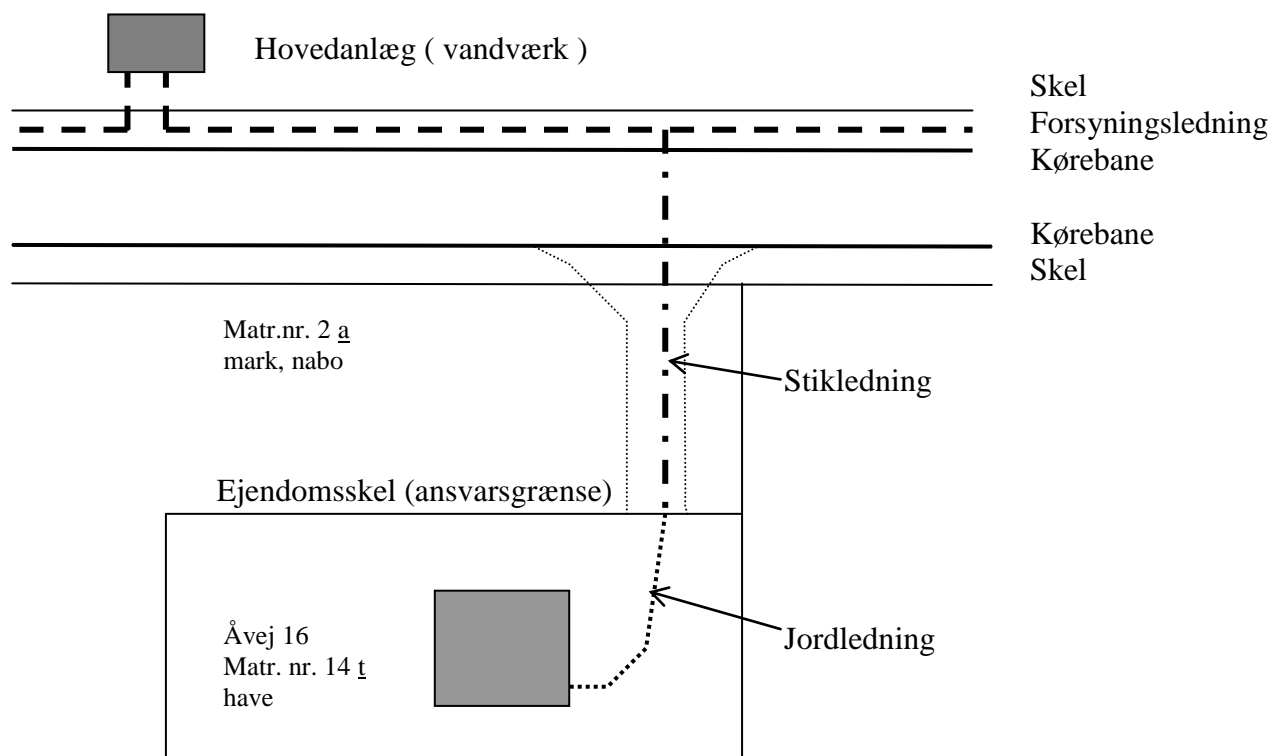 Hovedanlæg ( vandværk )
Skel
Forsyningsledning
Kørebane
Kørebane
Skel
Matr.nr. 2 a
mark, nabo
Stikledning
Ejendomsskel (ansvarsgrænse)
Åvej 16
Matr. nr. 14 t
have
Jordledning